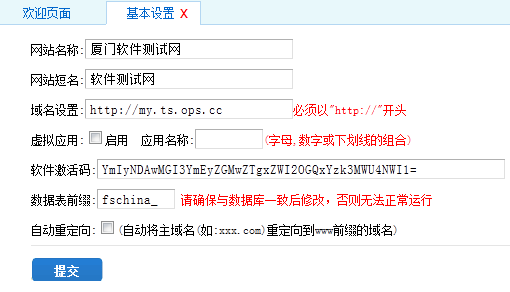 欢迎页面 基本设置 X
网站名称: 厦门软件测试网
网站短名: 软件测试网
域名设置: http://my.ts.ops.cc 必须以"http://"开头
虚拟应用: 启用 应用名称: (字母,数字或下划线的组合)
软件激活码: YmIyNDAwMGI3YmEyZGMwZTgxZWI2OGQxYzk3MWU4NWI1=
数据表前缀: fschina_ 请确保与数据库一致后修改，否则无法正常运行
自动重定向: (自动将主域名(如:xxx.com)重定向到www前缀的域名)
提交